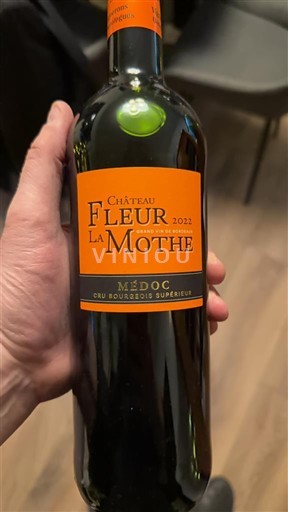 CHÂTEAU
FLEUR 2022
GRAND VIN DE BORDEAUX
LA MOTHE
VINIOU
MÉDOC
CRU BOURGEOIS SUPÉRIEUR